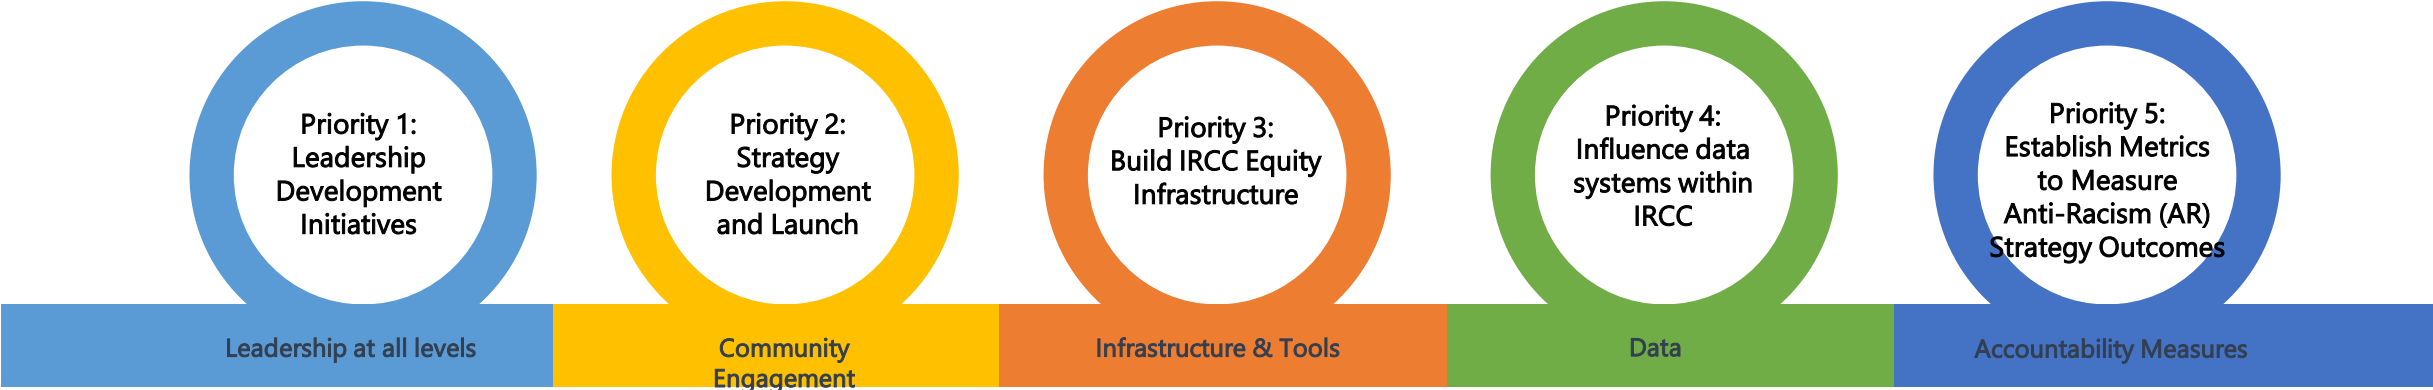 Priority 1:
Leadership
Development
Initiatives
Priority 2:
Strategy
Development
and Launch
Priority 3:
Build IRCC Equity
Infrastructure
Priority 4:
Influence data
systems within
IRCC
Priority 5:
Establish Metrics
to Measure
Anti-Racism (AR)
Strategy Outcomes
Leadership at all levels
Community
Engagement
Infrastructure & Tools
Data
Accountability Measures